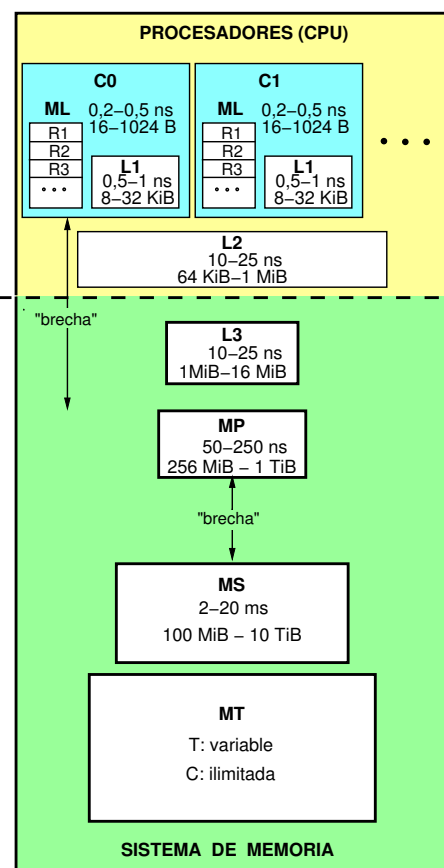 PROCESADORES (CPU)
C0
ML 0,2–0,5 ns
16–1024 B
R1
R2
R3
• • •
L1
0,5–1 ns
8–32 KiB
C1
ML 0,2–0,5 ns
16–1024 B
R1
R2
R3
• • •
L1
0,5–1 ns
8–32 KiB
• • •
L2
10–25 ns
64 KiB–1 MiB
"brecha"
L3
10–25 ns
1MiB–16 MiB
MP
50–250 ns
256 MiB – 1 TiB
"brecha"
MS
2–20 ms
100 MiB – 10 TiB
MT
T: variable
C: ilimitada
SISTEMA DE MEMORIA